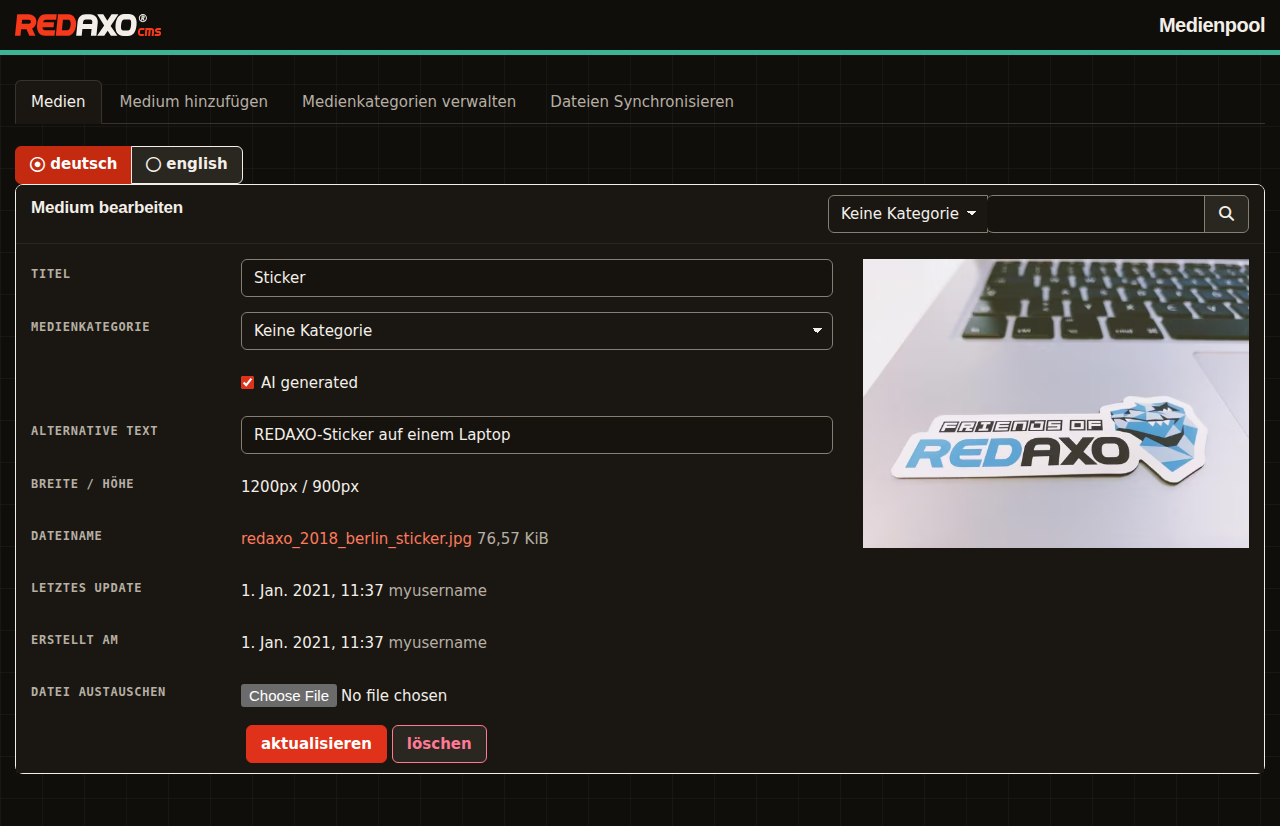 REDAXO® cms
Medienpool
Medien
Medium hinzufügen
Medienkategorien verwalten
Dateien Synchronisieren
deutsch
english
Medium bearbeiten
Keine Kategorie
TITEL
Sticker
MEDIENKATEGORIE
Keine Kategorie
AI generated
ALTERNATIVE TEXT
REDAXO-Sticker auf einem Laptop
BREITE / HÖHE
1200px / 900px
DATEINAME
redaxo_2018_berlin_sticker.jpg 76,57 KiB
LETZTES UPDATE
1. Jan. 2021, 11:37 myusername
ERSTELLT AM
1. Jan. 2021, 11:37 myusername
DATEI AUSTAUSCHEN
Choose File No file chosen
aktualisieren
löschen
FRIENDS OF
REDAXO